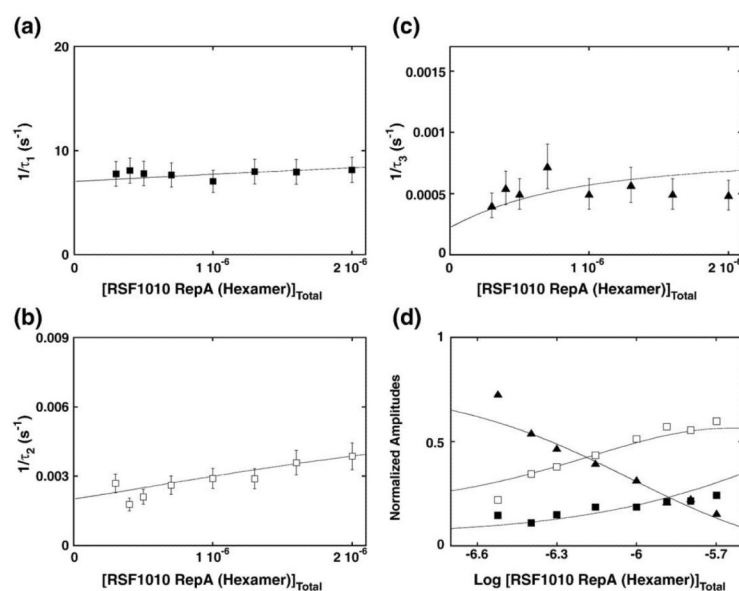 (a)
20
10
0
1/τ1 (s-1)
0
1 10-6
2 10-6
[RSF1010 RepA (Hexamer)]Total
(c)
0.0015
0.001
0.0005
0
1/τ3 (s-1)
0
1 10-6
2 10-6
[RSF1010 RepA (Hexamer)]Total
(b)
0.009
0.006
0.003
0
1/τ2 (s-1)
0
1 10-6
2 10-6
[RSF1010 RepA (Hexamer)]Total
(d)
1
0.5
0
Normalized Amplitudes
-6.6
-6.3
-6
-5.7
Log [RSF1010 RepA (Hexamer)]Total